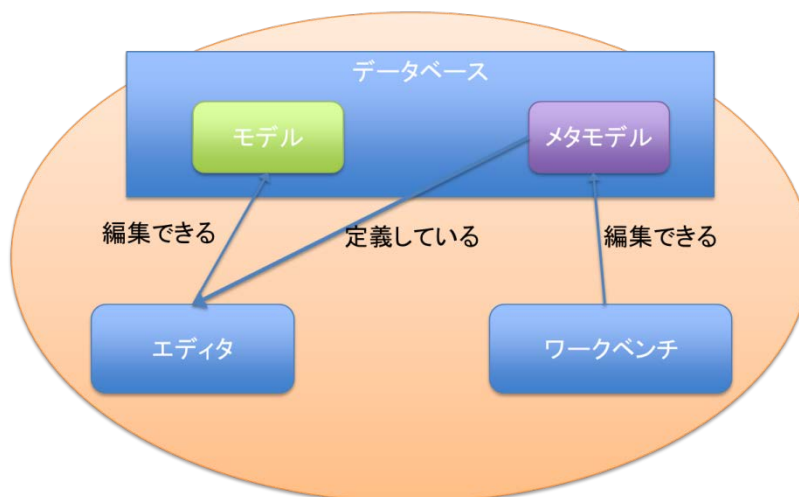 データベース
モデル
メタモデル
編集できる
定義している
編集できる
エディタ
ワークベンチ